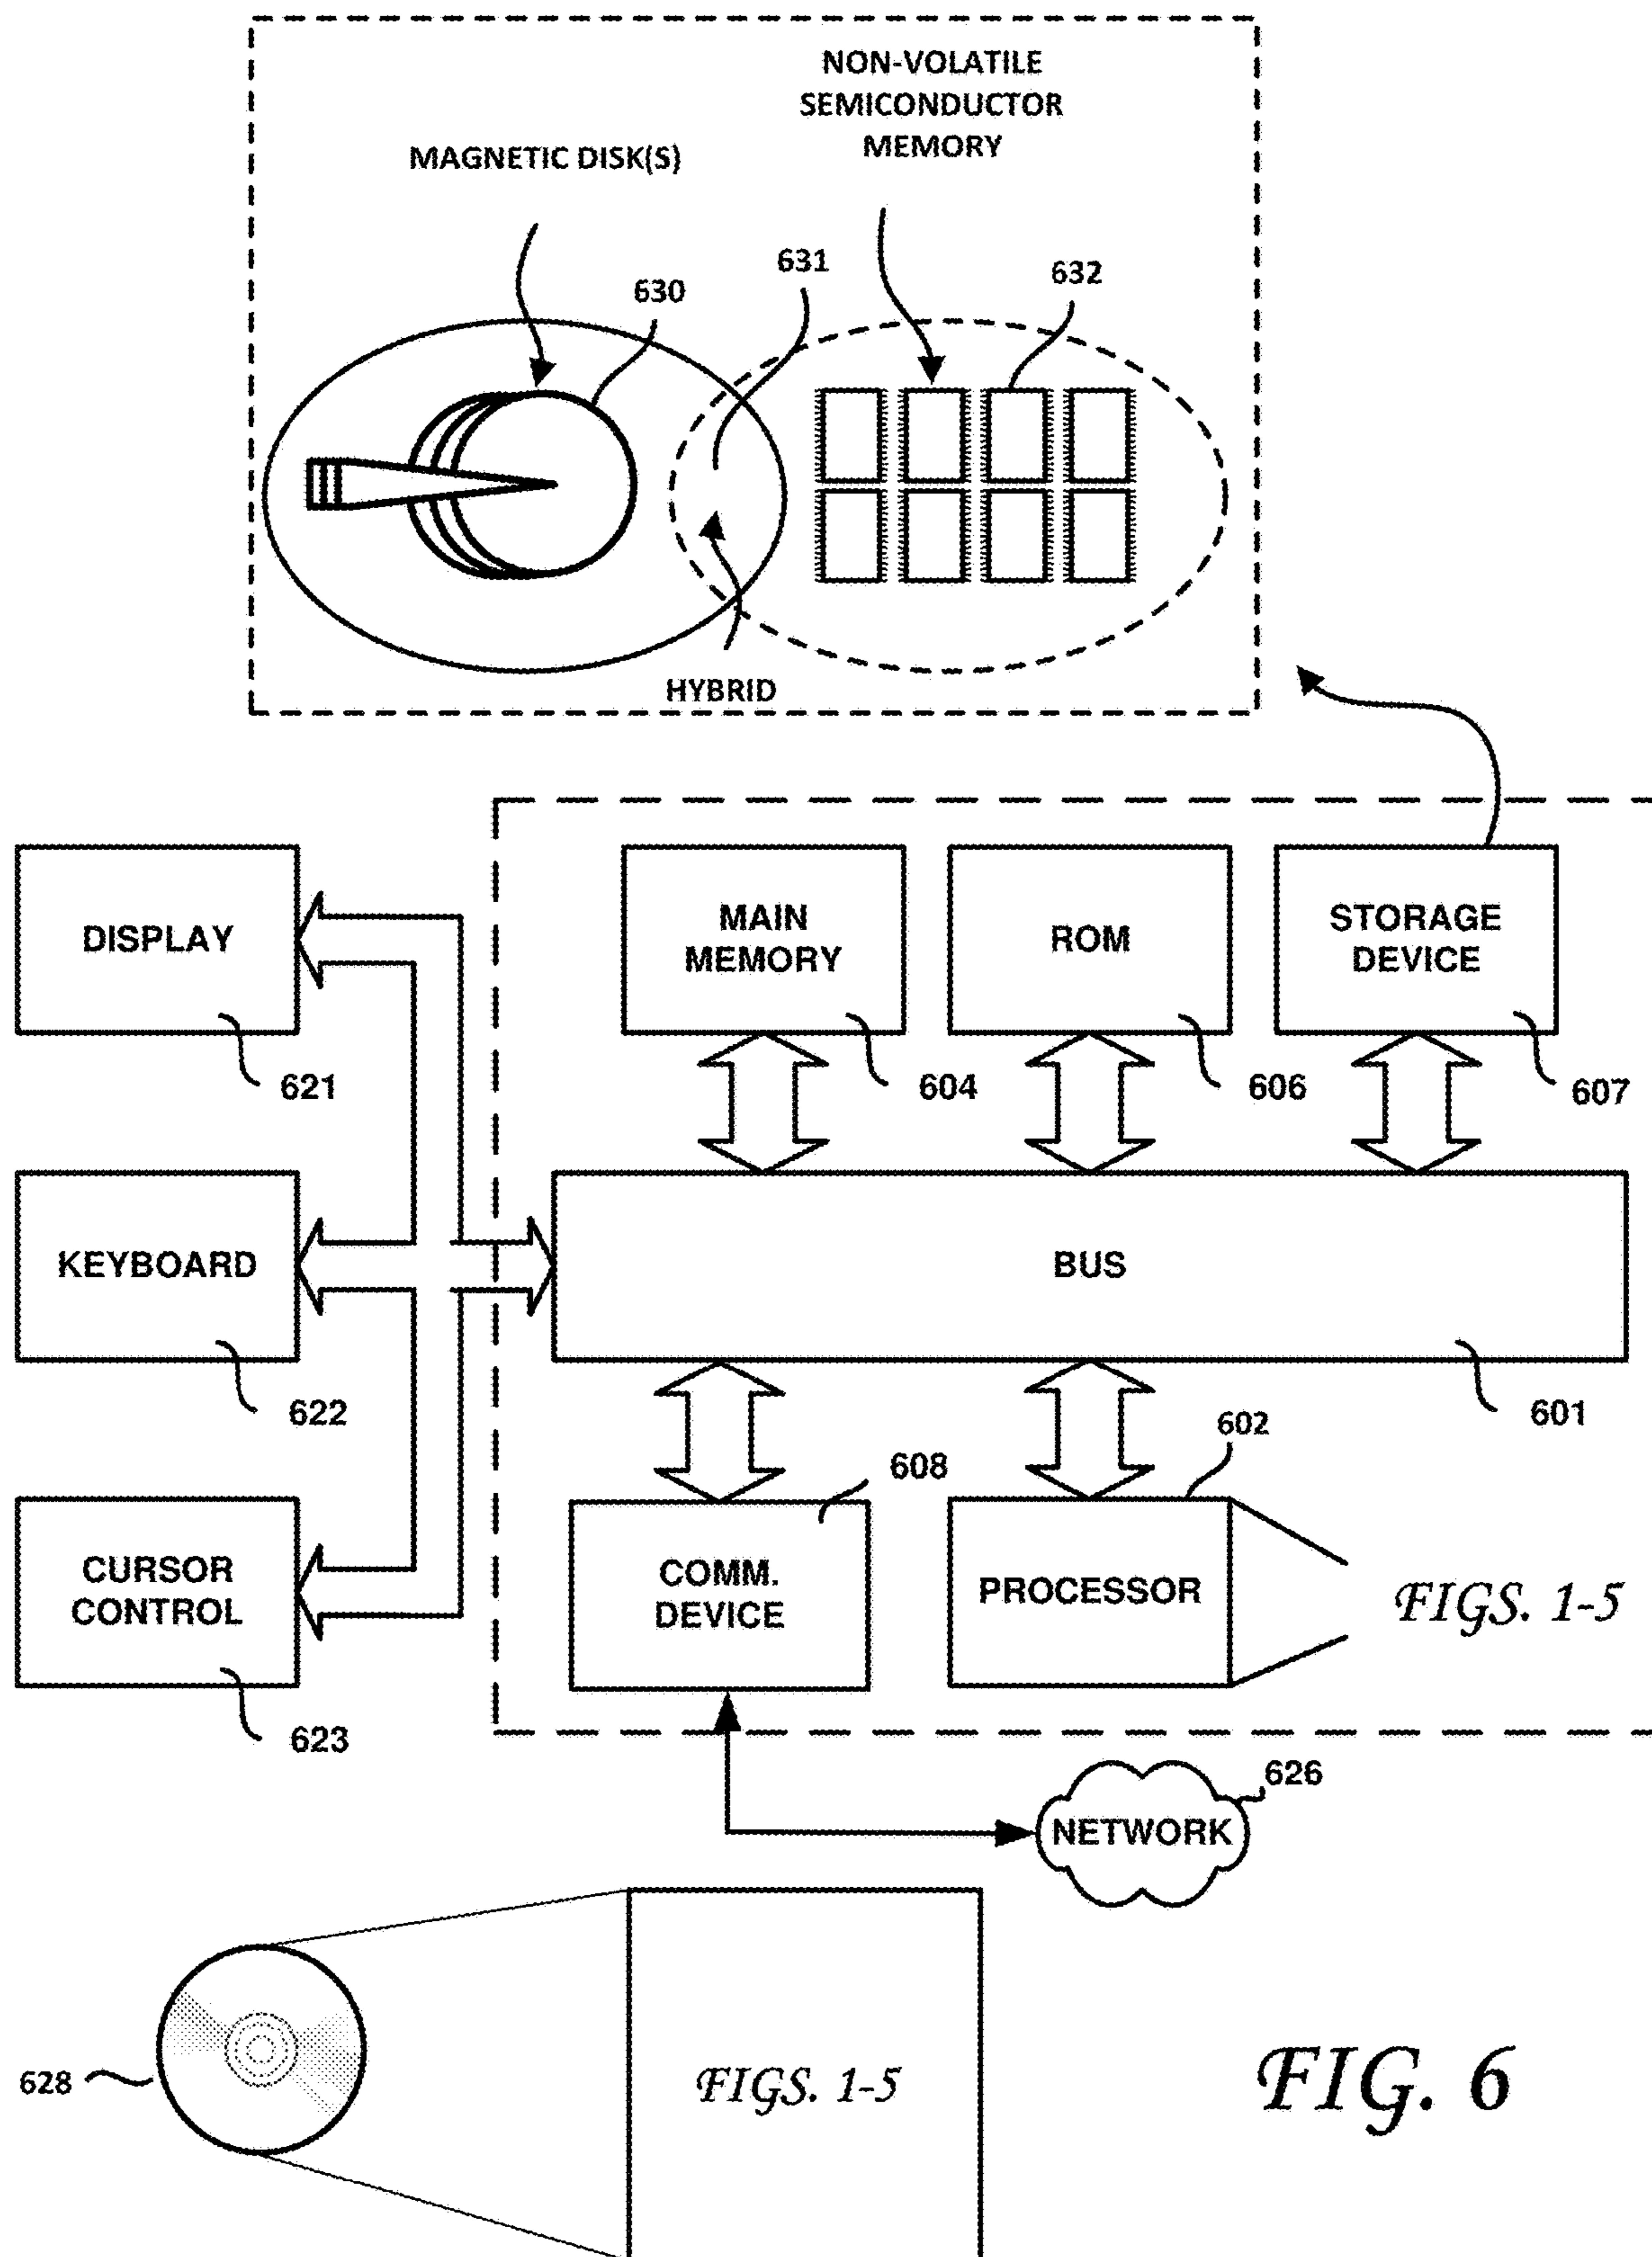 NON-VOLATILE
SEMICONDUCTOR
MEMORY
MAGNETIC DISK(S)
631
632
630
HYBRID
DISPLAY
621
MAIN
MEMORY
604
ROM
606
STORAGE
DEVICE
607
KEYBOARD
622
BUS
601
602
608
CURSOR
CONTROL
623
COMM.
DEVICE
PROCESSOR
FIGS. 1-5
626
NETWORK
628
FIGS. 1-5
FIG. 6